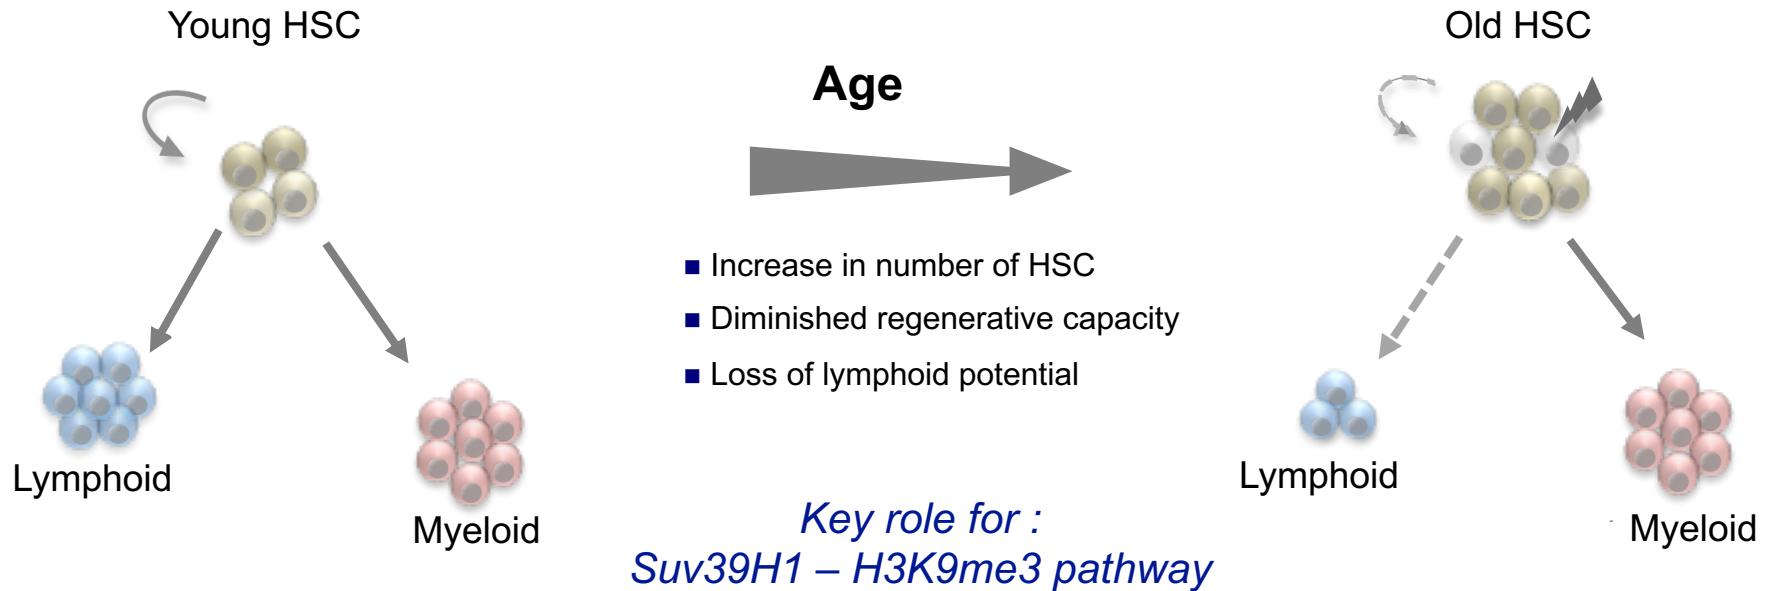 Young HSC
Old HSC
Age
■ Increase in number of HSC
■ Diminished regenerative capacity
■ Loss of lymphoid potential
Lymphoid
Myeloid
Lymphoid
Myeloid
Key role for :
Suv39H1 – H3K9me3 pathway